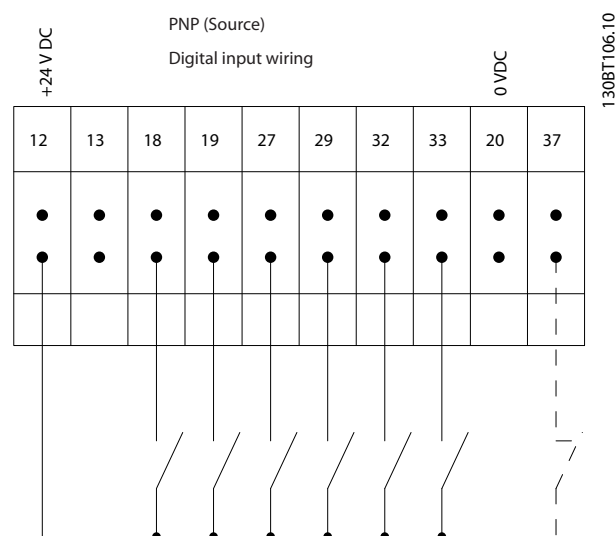 PNP (Source)
Digital input wiring
+24 V DC
0 VDC
130BT106.10
12 13 18 19 27 29 32 33 20 37